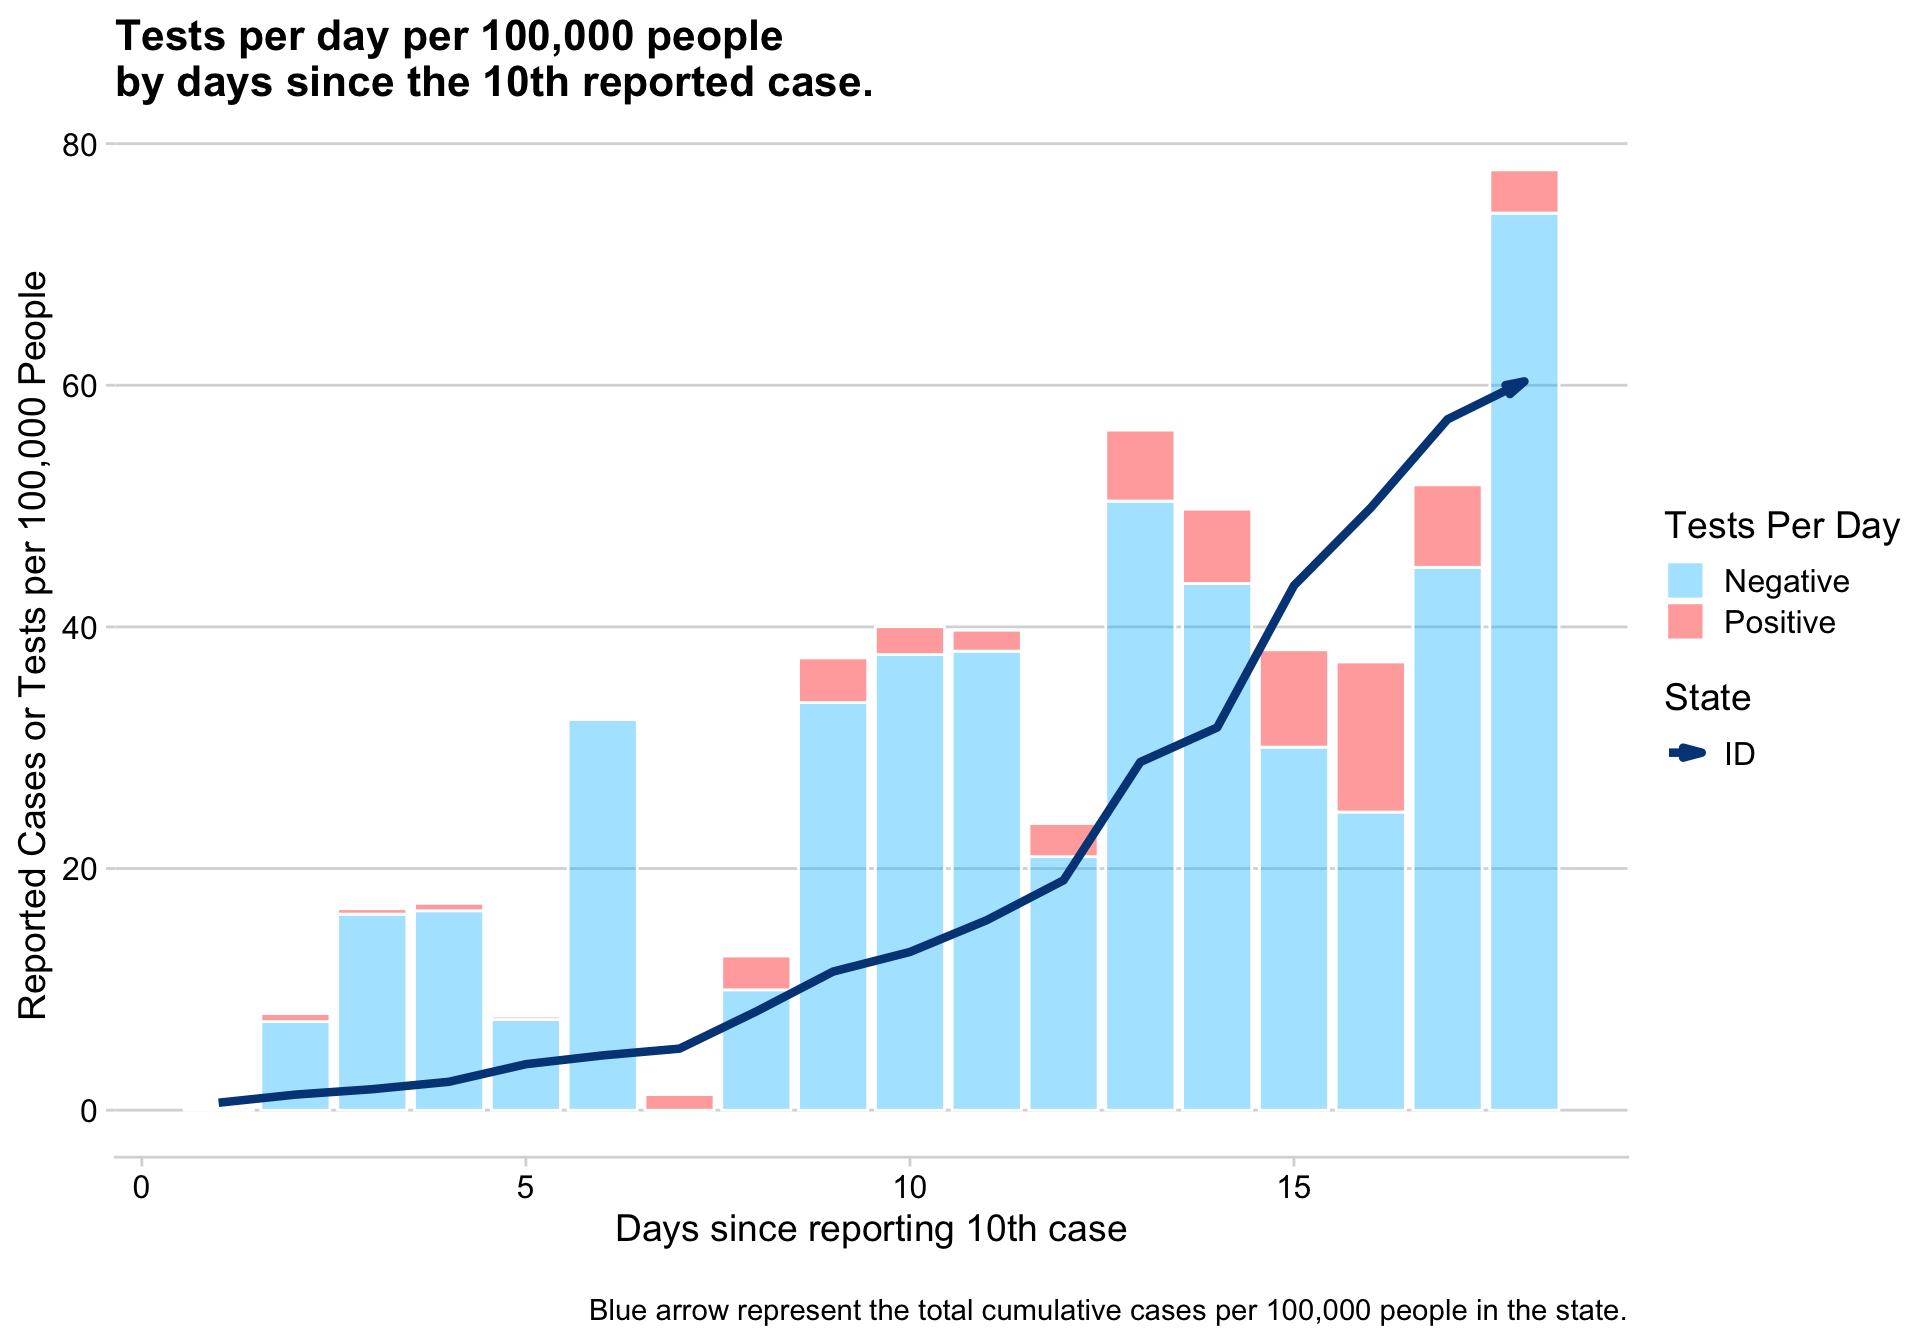 Tests per day per 100,000 people
by days since the 10th reported case.
Reported Cases or Tests per 100,000 People
80
60
40
20
0
0 5 10 15
Days since reporting 10th case
Tests Per Day
Negative
Positive
State
ID
Blue arrow represent the total cumulative cases per 100,000 people in the state.